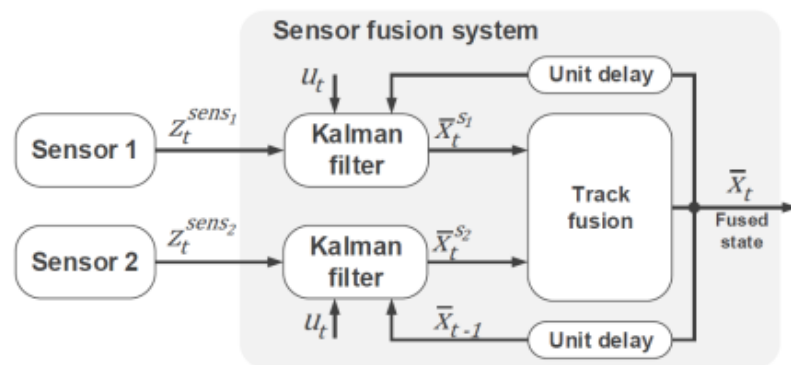 Sensor fusion system
Unit delay
u_t
Sensor 1
z_t^{sens_1}
Kalman
filter
x̅_t^{s_1}
Track
fusion
x̅_t
Fused
state
Sensor 2
z_t^{sens_2}
Kalman
filter
x̅_t^{s_2}
u_t
x̅_{t-1}
Unit delay